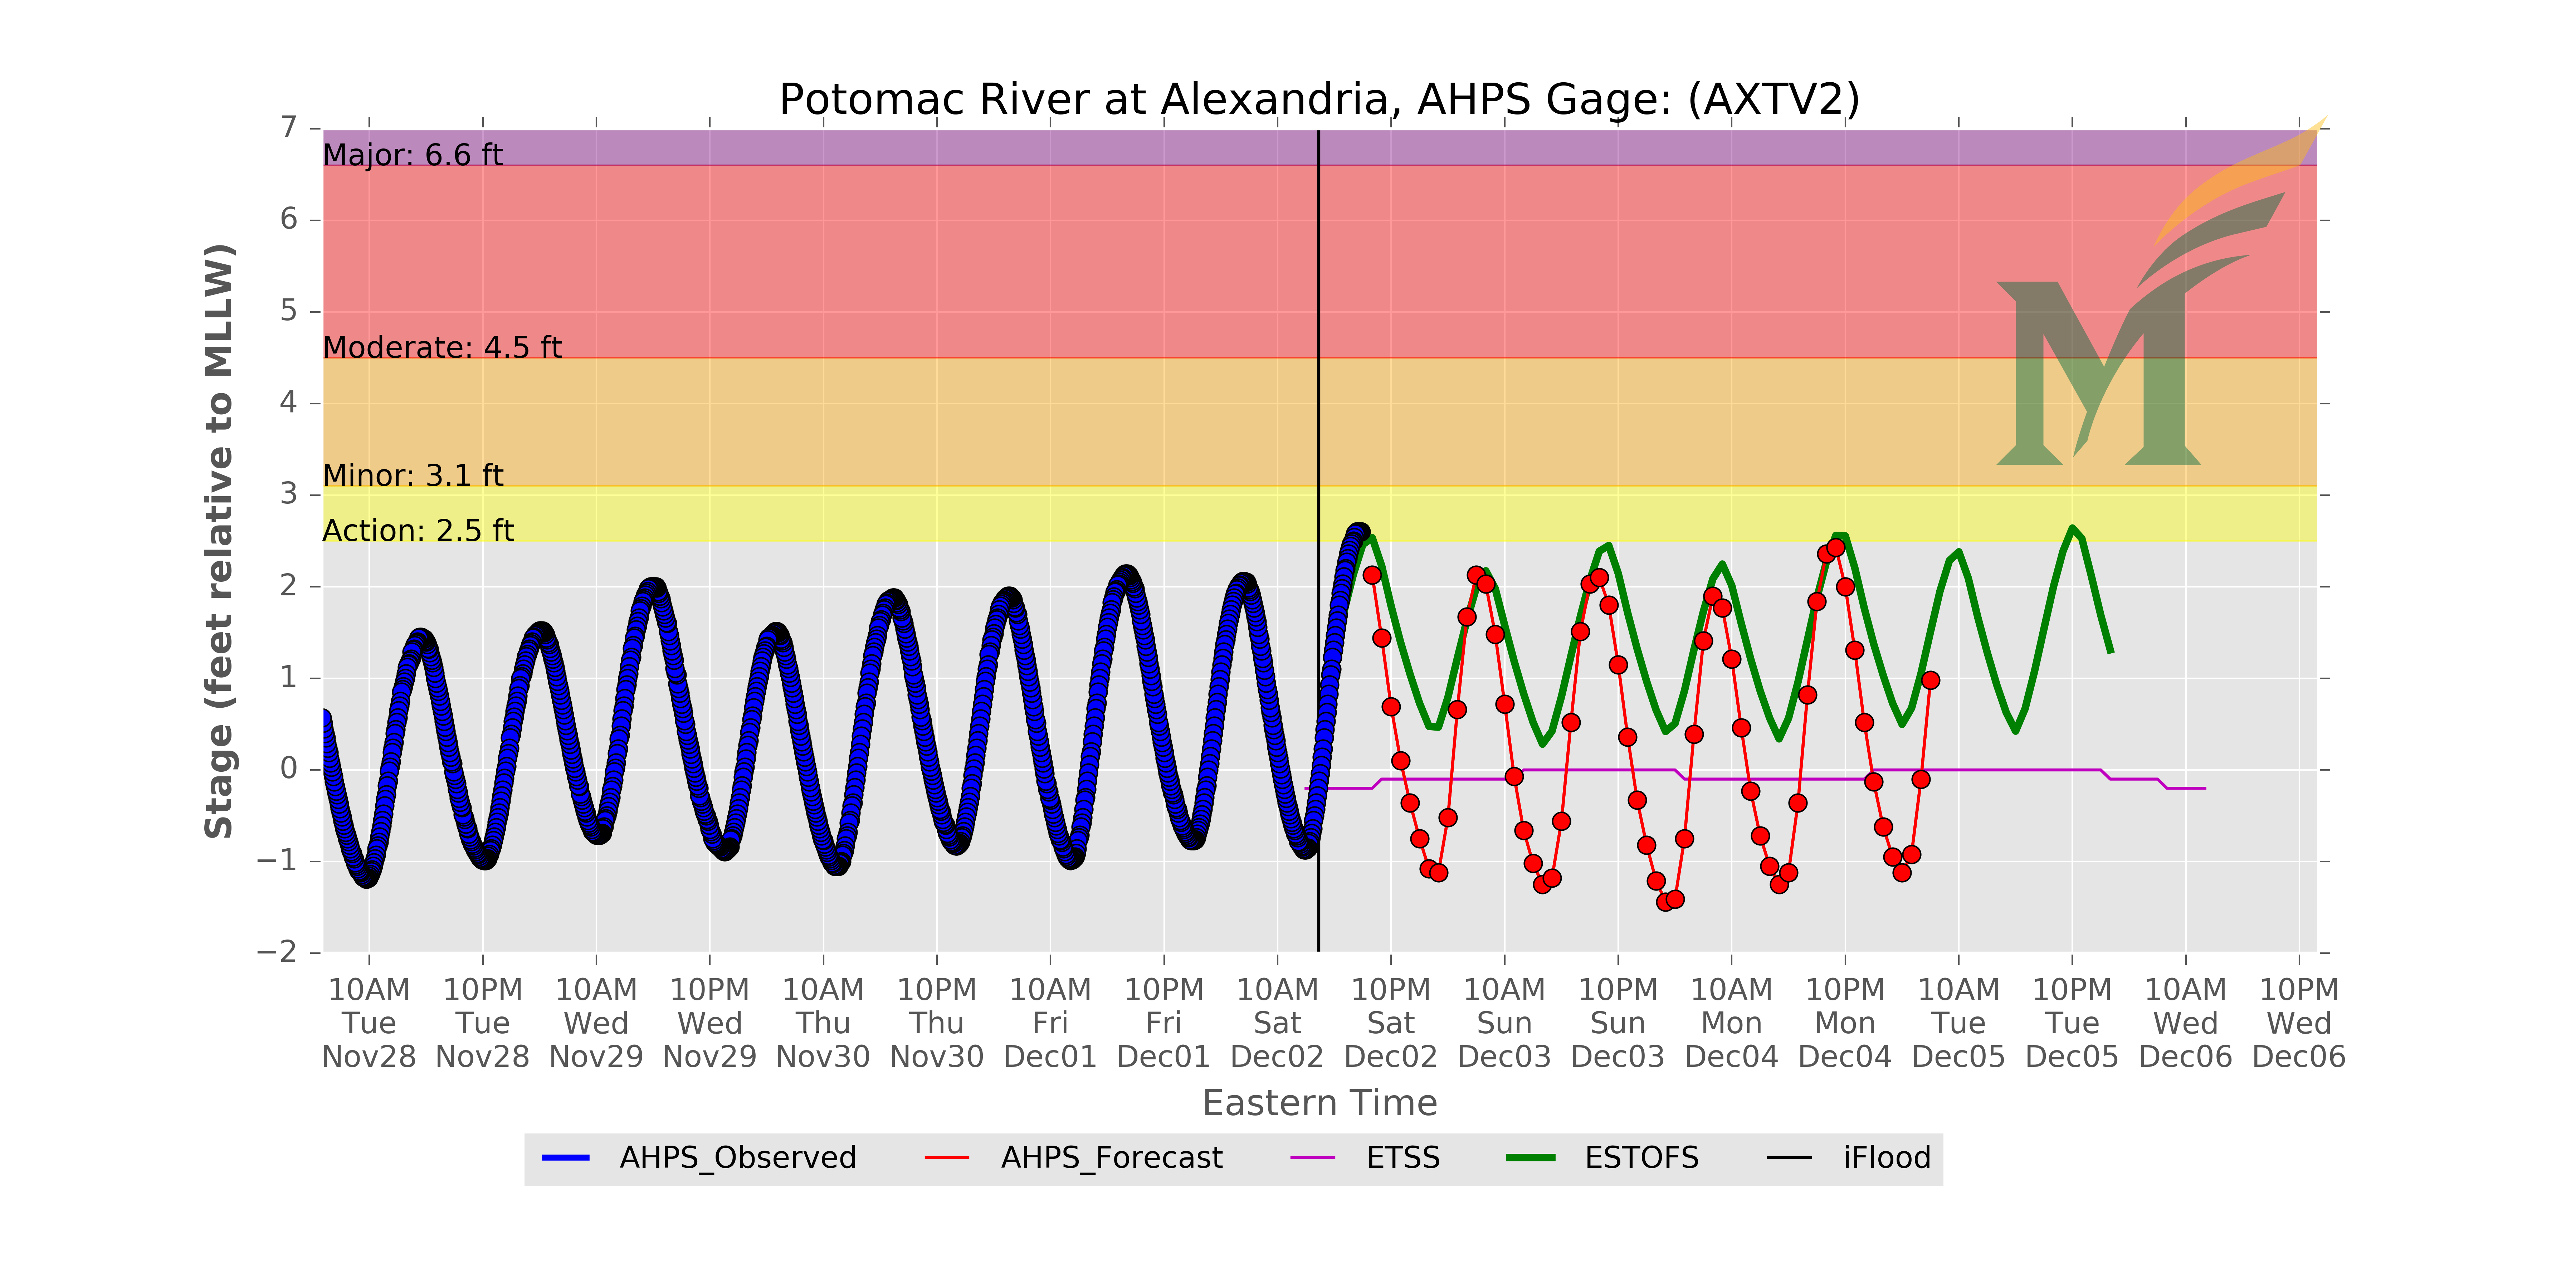 Potomac River at Alexandria, AHPS Gage: (AXTV2)
7
Major: 6.6 ft
6
5
Moderate: 4.5 ft
4
Minor: 3.1 ft
3
Action: 2.5 ft
2
1
0
−1
−2
Stage (feet relative to MLLW)
10AM 10PM 10AM 10PM 10AM 10PM 10AM 10PM 10AM 10PM 10AM 10PM 10AM 10PM 10AM 10PM 10AM 10PM
Tue Tue Wed Wed Thu Thu Fri Fri Sat Sat Sun Sun Mon Mon Tue Tue Wed Wed
Nov28 Nov28 Nov29 Nov29 Nov30 Nov30 Dec01 Dec01 Dec02 Dec02 Dec03 Dec03 Dec04 Dec04 Dec05 Dec05 Dec06 Dec06
Eastern Time
AHPS_Observed AHPS_Forecast ETSS ESTOFS iFlood